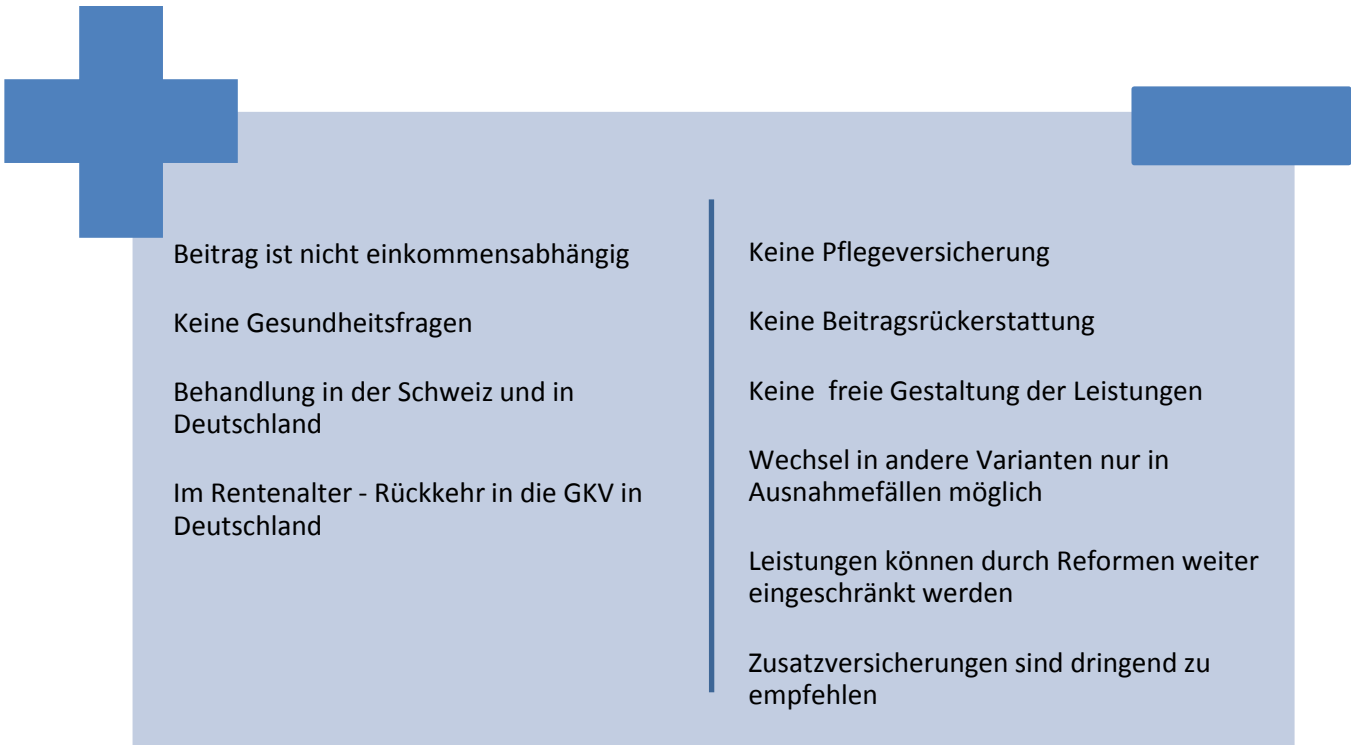 Beitrag ist nicht einkommensabhängig
Keine Gesundheitsfragen
Behandlung in der Schweiz und in
Deutschland
Im Rentenalter - Rückkehr in die GKV in
Deutschland
Keine Pflegeversicherung
Keine Beitragsrückerstattung
Keine  freie Gestaltung der Leistungen
Wechsel in andere Varianten nur in
Ausnahmefällen möglich
Leistungen können durch Reformen weiter
eingeschränkt werden
Zusatzversicherungen sind dringend zu
empfehlen